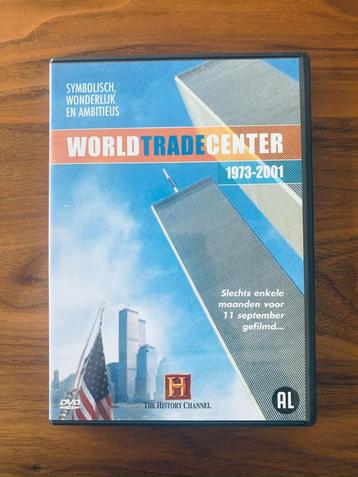 SYMBOLISCH,
WONDERLIJK
EN AMBITIEUS
WORLDTRADECENTER
1973-2001
Slechts enkele
maanden voor
11 september
gefilmd...
H
THE HISTORY CHANNEL
DVD
AL